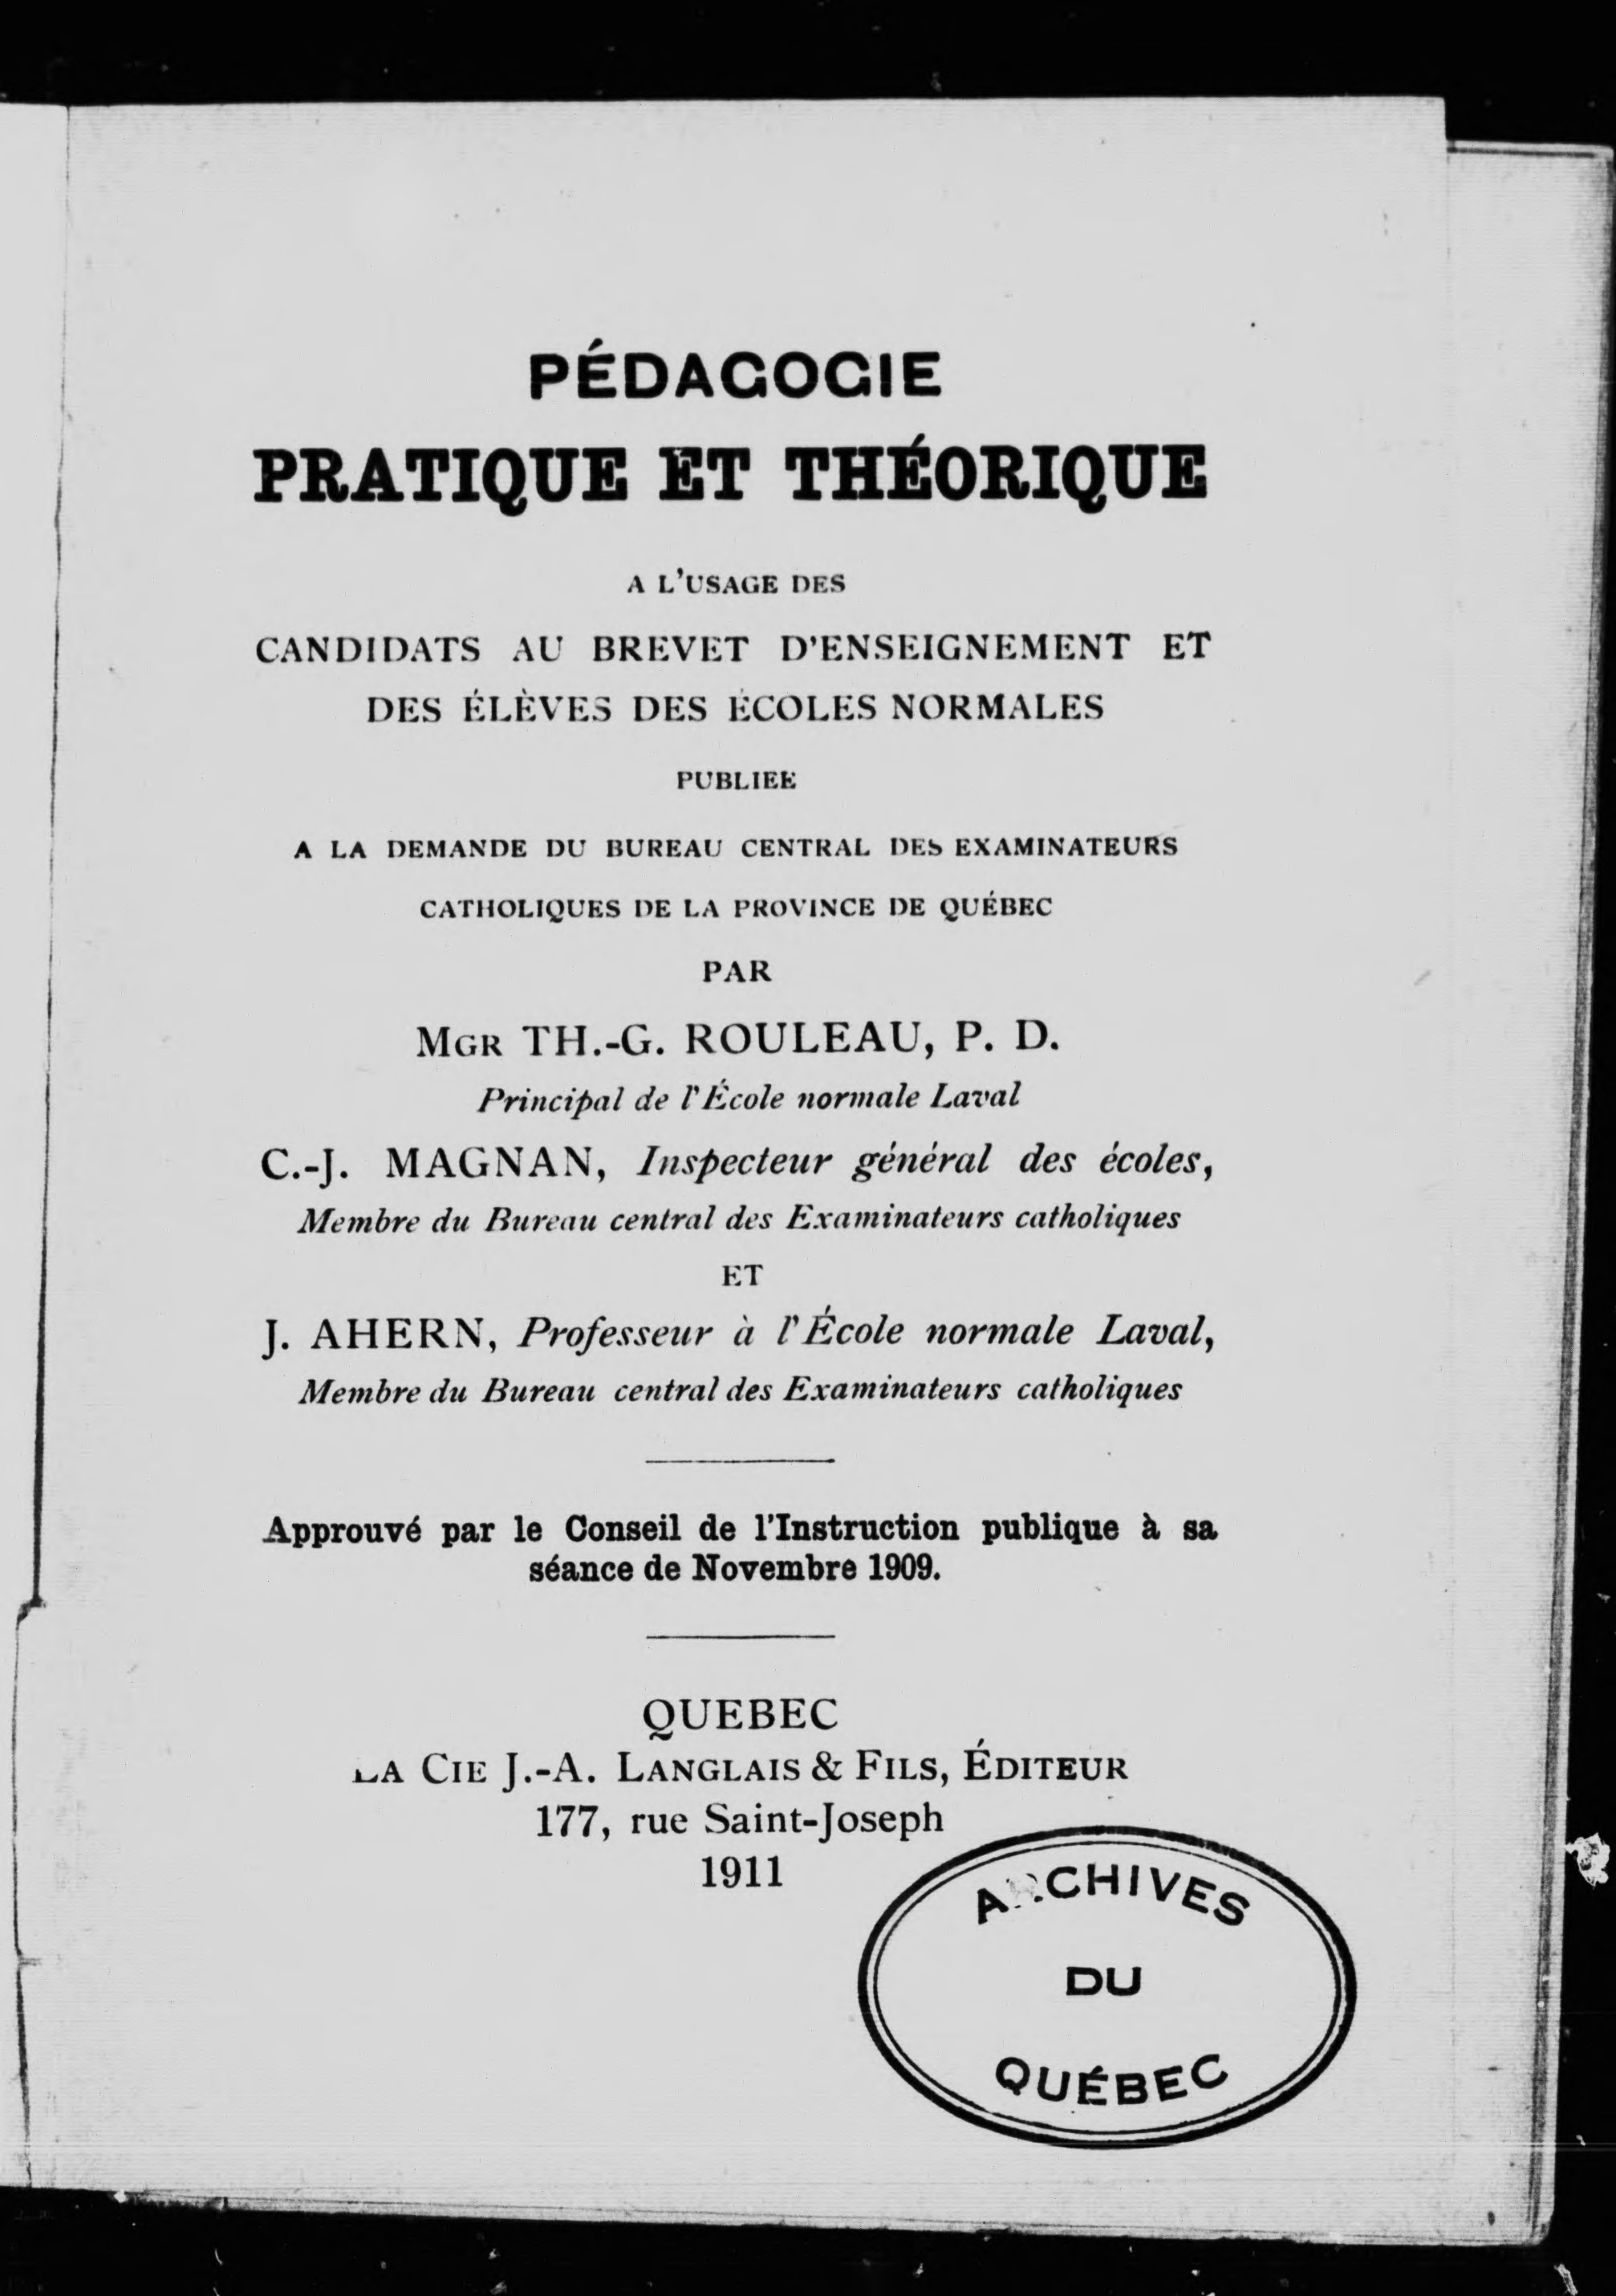 PÉDAGOGIE
PRATIQUE ET THÉORIQUE
A L'USAGE DES
CANDIDATS AU BREVET D'ENSEIGNEMENT ET
DES ÉLÈVES DES ÉCOLES NORMALES
PUBLIEE
A LA DEMANDE DU BUREAU CENTRAL DES EXAMINATEURS
CATHOLIQUES DE LA PROVINCE DE QUÉBEC
PAR
MGR TH.-G. ROULEAU, P. D.
Principal de l'École normale Laval
C.-J. MAGNAN, Inspecteur général des écoles,
Membre du Bureau central des Examinateurs catholiques
ET
J. AHERN, Professeur à l'École normale Laval,
Membre du Bureau central des Examinateurs catholiques
Approuvé par le Conseil de l'Instruction publique à sa
séance de Novembre 1909.
QUEBEC
LA CIE J.-A. LANGLAIS & FILS, ÉDITEUR
177, rue Saint-Joseph
1911
ARCHIVES
DU
QUÉBEC